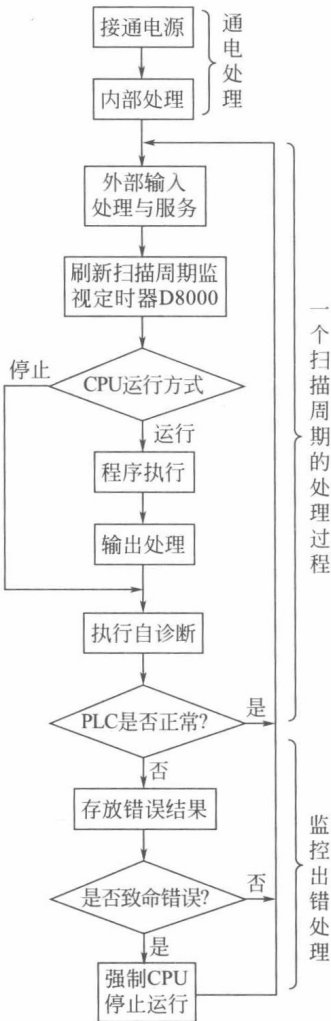 接通电源
通电处理
内部处理
外部输入
处理与服务
刷新扫描周期监
视定时器D8000
停止
CPU运行方式
运行
程序执行
一个扫描周期的处理过程
输出处理
执行自诊断
PLC是否正常?
是
否
存放错误结果
监控出错处理
是否致命错误?
否
是
强制CPU
停止运行